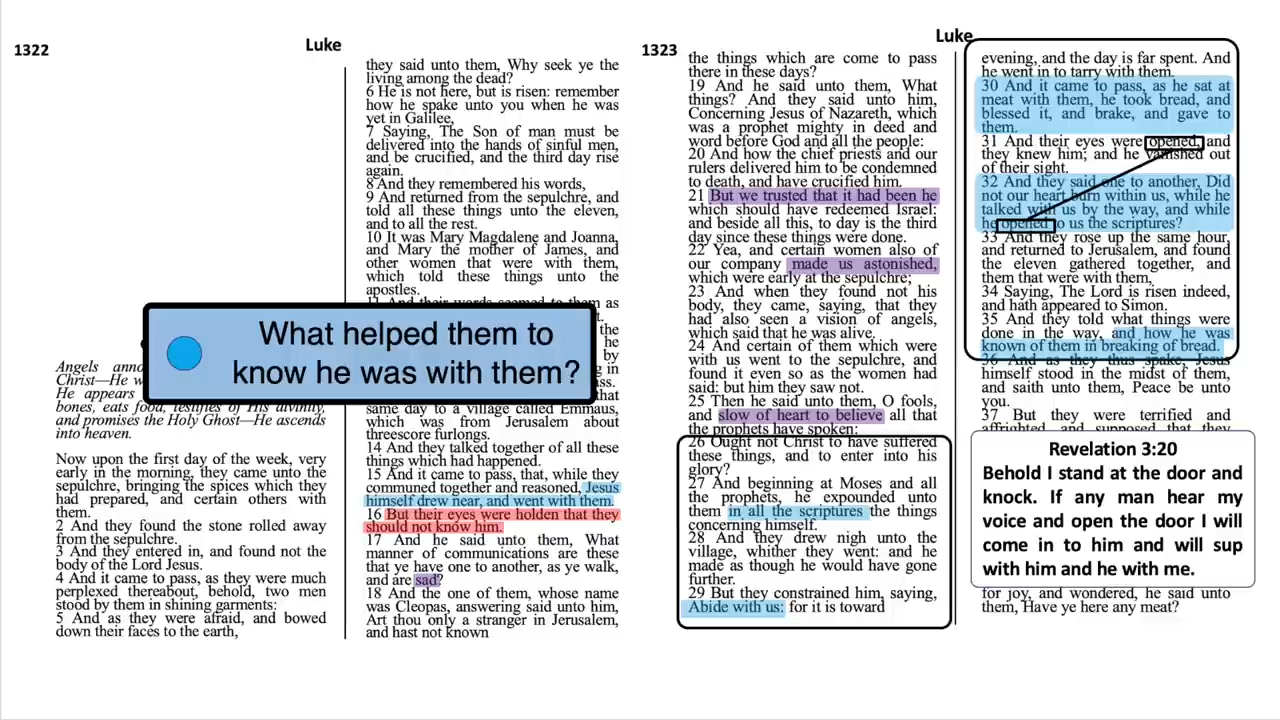 1322
Luke
Angels anno
Christ—He w
He appears
bones, eats food, testifies of His divinity,
and promises the Holy Ghost—He ascends
into heaven.
Now upon the first day of the week, very
early in the morning, they came unto the
sepulchre, bringing the spices which they
had prepared, and certain others with
them.
2 And they found the stone rolled away
from the sepulchre.
3 And they entered in, and found not the
body of the Lord Jesus.
4 And it came to pass, as they were much
perplexed thereabout, behold, two men
stood by them in shining garments:
5 And as they were afraid, and bowed
down their faces to the earth,
they said unto them, Why seek ye the
living among the dead?
6 He is not here, but is risen: remember
how he spake unto you when he was
yet in Galilee,
7 Saying, The Son of man must be
delivered into the hands of sinful men,
and be crucified, and the third day rise
again.
8 And they remembered his words,
9 And returned from the sepulchre, and
told all these things unto the eleven,
and to all the rest.
10 It was Mary Magdalene and Joanna,
and Mary the mother of James, and
other women that were with them,
which told these things unto the
apostles.
11 And their words seemed to them as
the
he
by
in
that
What helped them to
know he was with them?
same day to a village called Emmaus,
which was from Jerusalem about
threescore furlongs.
14 And they talked together of all these
things which had happened.
15 And it came to pass, that, while they
communed together and reasoned, Jesus
himself drew near, and went with them.
16 But their eyes were holden that they
should not know him.
17 And he said unto them, What
manner of communications are these
that ye have one to another, as ye walk,
and are sad?
18 And the one of them, whose name
was Cleopas, answering said unto him,
Art thou only a stranger in Jerusalem,
and hast not known
1323
Luke
the things which are come to pass
there in these days?
19 And he said unto them, What
things? And they said unto him,
Concerning Jesus of Nazareth, which
was a prophet mighty in deed and
word before God and all the people:
20 And how the chief priests and our
rulers delivered him to be condemned
to death, and have crucified him.
21 But we trusted that it had been he
which should have redeemed Israel:
and beside all this, to day is the third
day since these things were done.
22 Yea, and certain women also of
our company made us astonished,
which were early at the sepulchre;
23 And when they found not his
body, they came, saying, that they
had also seen a vision of angels,
which said that he was alive.
24 And certain of them which were
with us went to the sepulchre, and
found it even so as the women had
said: but him they saw not.
25 Then he said unto them, O fools,
and slow of heart to believe all that
the prophets have spoken:
26 Ought not Christ to have suffered
these things, and to enter into his
glory?
27 And beginning at Moses and all
the prophets, he expounded unto
them in all the scriptures the things
concerning himself.
28 And they drew nigh unto the
village, whither they went: and he
made as though he would have gone
further.
29 But they constrained him, saying,
Abide with us: for it is toward
evening, and the day is far spent. And
he went in to tarry with them.
30 And it came to pass, as he sat at
meat with them, he took bread, and
blessed it, and brake, and gave to
them.
31 And their eyes were opened, and
they knew him; and he vanished out
of their sight.
32 And they said one to another, Did
not our heart burn within us, while he
talked with us by the way, and while
he opened to us the scriptures?
33 And they rose up the same hour,
and returned to Jerusalem, and found
the eleven gathered together, and
them that were with them,
34 Saying, The Lord is risen indeed,
and hath appeared to Simon.
35 And they told what things were
done in the way, and how he was
known of them in breaking of bread.
36 And as they thus spake, Jesus
himself stood in the midst of them,
and saith unto them, Peace be unto
you.
37 But they were terrified and
affrighted, and supposed that they
Revelation 3:20
Behold I stand at the door and
knock. If any man hear my
voice and open the door I will
come in to him and will sup
with him and he with me.
for joy, and wondered, he said unto
them, Have ye here any meat?